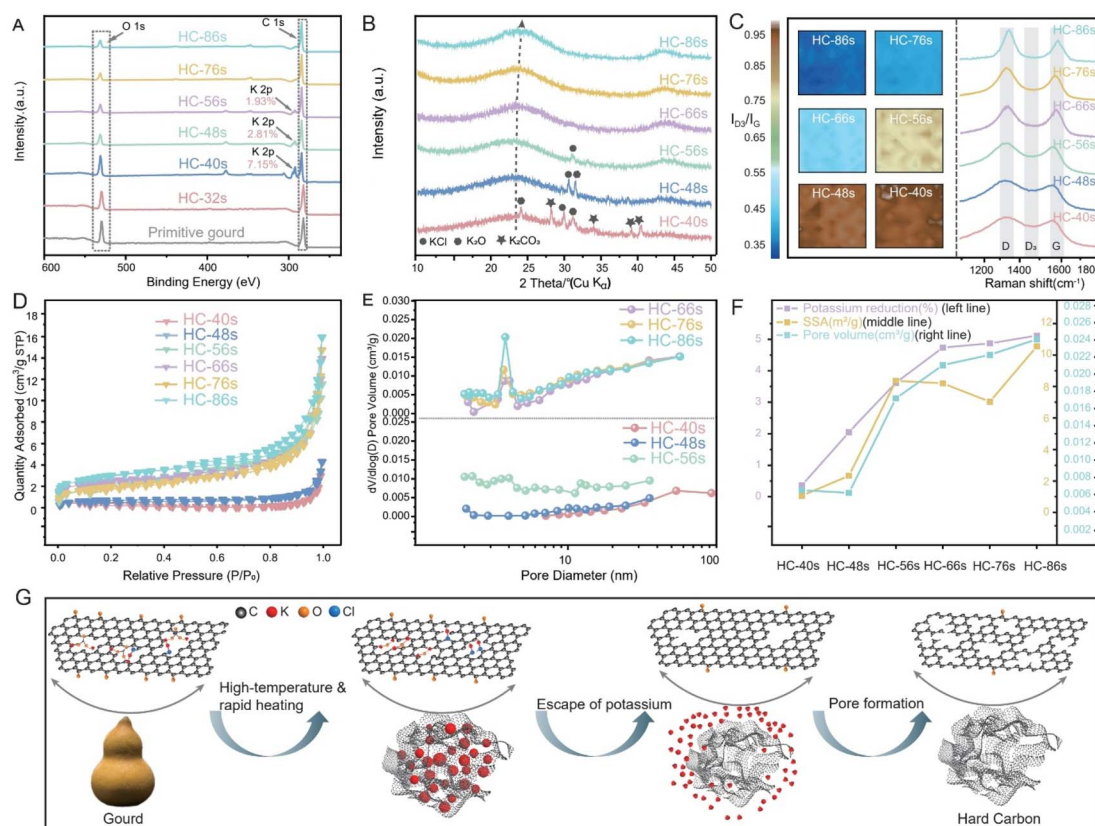 A
O 1s
C 1s
HC-86s
HC-76s
K 2p
HC-56s
1.93%
K 2p
HC-48s
2.81%
K 2p
HC-40s
7.15%
HC-32s
Primitive gourd
Intensity.(a.u.)
600
500
400
300
Binding Energy (eV)
B
HC-86s
HC-76s
HC-66s
HC-56s
HC-48s
HC-40s
KCl
K₂O
K₂CO₃
Intensity (a.u.)
10
15
20
25
30
35
40
45
50
2 Theta/°(Cu Kα)
C
0.95
0.85
0.75
0.65
0.55
0.45
0.35
I_D3/I_G
HC-86s
HC-76s
HC-66s
HC-56s
HC-48s
HC-40s
HC-86s
HC-76s
HC-66s
HC-56s
HC-48s
HC-40s
D
D₃
G
1200
1400
1600
1800
Raman shift(cm⁻¹)
D
HC-40s
HC-48s
HC-56s
HC-66s
HC-76s
HC-86s
Quantity Adsorbed (cm³/g STP)
18
16
14
12
10
8
6
4
2
0
0.0
0.2
0.4
0.6
0.8
1.0
Relative Pressure (P/P₀)
E
0.030
0.025
0.020
0.015
0.010
0.005
0.000
0.025
0.020
0.015
0.010
0.005
0.000
HC-66s
HC-76s
HC-86s
HC-40s
HC-48s
HC-56s
dV/dlog(D) Pore Volume (cm³/g)
10
100
Pore Diameter (nm)
F
Potassium reduction(%) (left line)
SSA(m²/g)(middle line)
Pore volume(cm³/g)(right line)
5
4
3
2
1
0
12
10
8
6
4
2
0
0.028
0.026
0.024
0.022
0.020
0.018
0.016
0.014
0.012
0.010
0.008
0.006
0.004
0.002
HC-40s
HC-48s
HC-56s
HC-66s
HC-76s
HC-86s
G
C
K
O
Cl
High-temperature &
rapid heating
Escape of potassium
Pore formation
Gourd
Hard Carbon